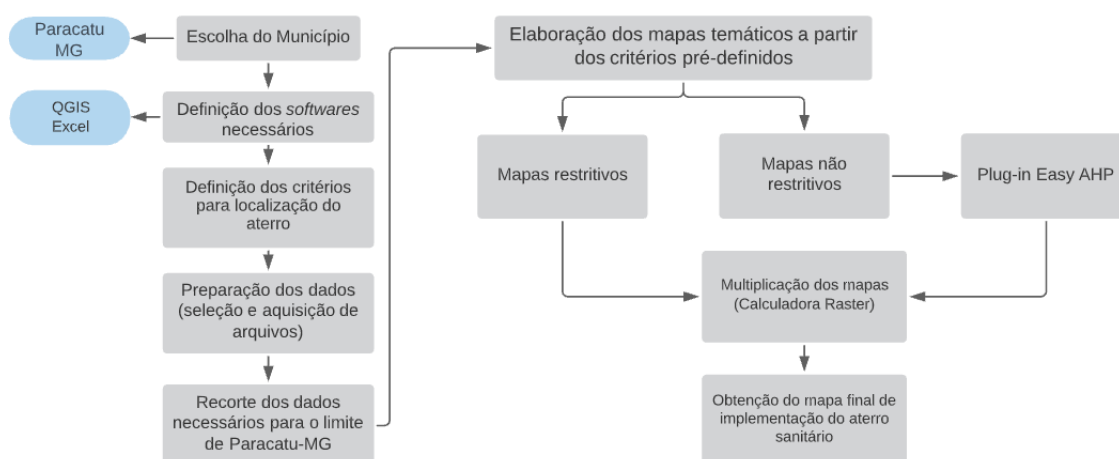 Paracatu
MG
Escolha do Município
QGIS
Excel
Definição dos softwares
necessários
Definição dos critérios
para localização do
aterro
Preparação dos dados
(seleção e aquisição de
arquivos)
Recorte dos dados
necessários para o limite
de Paracatu-MG
Elaboração dos mapas temáticos a partir
dos critérios pré-definidos
Mapas restritivos
Mapas não
restritivos
Plug-in Easy AHP
Multiplicação dos mapas
(Calculadora Raster)
Obtenção do mapa final de
implementação do aterro
sanitário